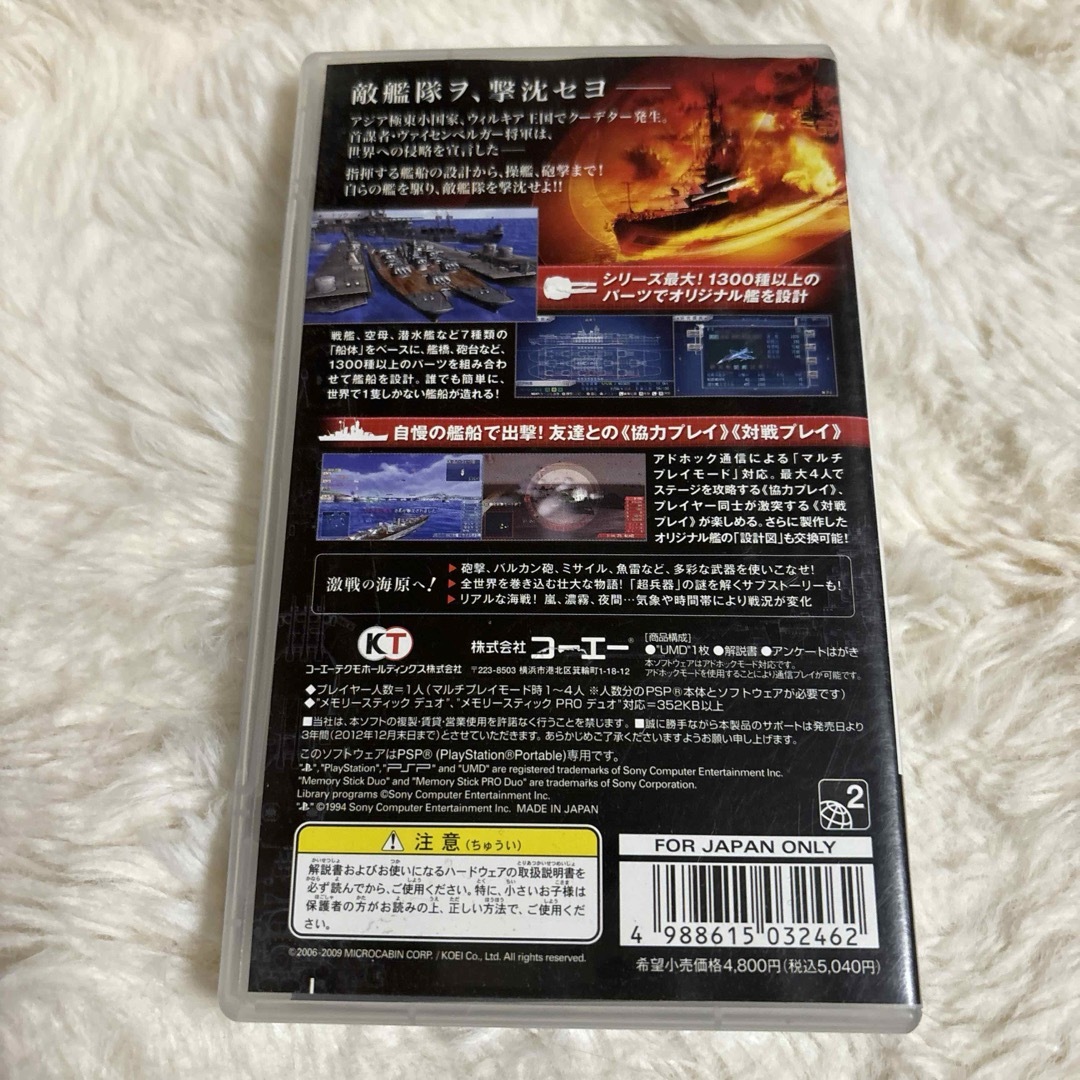 敵艦隊ヲ、撃沈セヨ――
アジア極東小国家、ウィルキア王国でクーデター発生。
首謀者・ヴァイセンベルガー将軍は、
世界への侵略を宣言した――
指揮する艦船の設計から、操艦、砲撃まで!
自らの艦を駆り、敵艦隊を撃沈せよ!!
シリーズ最大! 1300種以上の
パーツでオリジナル艦を設計
戦艦、空母、潜水艦など7種類の
「船体」をベースに、艦橋、砲台など、
1300種以上のパーツを組み合わ
せて艦船を設計。誰でも簡単に、
世界で1隻しかない艦船が造れる!
自慢の艦船で出撃! 友達との《協力プレイ》《対戦プレイ》
アドホック通信による「マルチ
プレイモード」対応。最大4人で
ステージを攻略する《協力プレイ》、
プレイヤー同士が激突する《対戦
プレイ》が楽しめる。さらに製作した
オリジナル艦の「設計図」も交換可能!
激戦の海原へ!
▶砲撃、バルカン砲、ミサイル、魚雷など、多彩な武器を使いこなせ!
▶全世界を巻き込む壮大な物語! 「超兵器」の謎を解くサブストーリーも!
▶リアルな海戦! 嵐、濃霧、夜間…気象や時間帯により戦況が変化
KT
コーエーテクモホールディングス株式会社
株式会社コーエー®
〒223-8503 横浜市港北区箕輪町1-18-12
[商品構成]
●"UMD"1枚 ●解説書 ●アンケートはがき
本ソフトウェアはアドホックモード対応です。
アドホックモードを使用することにより通信プレイが可能です。
◆プレイヤー人数=1人(マルチプレイモード時1〜4人 ※人数分のPSP®本体とソフトウェアが必要です)
◆"メモリースティック デュオ"、"メモリースティック PRO デュオ"対応=352KB以上
■当社は、本ソフトの複製・賃貸・営業使用を許諾なく行うことを禁じます。■誠に勝手ながら本製品のサポートは発売日より
3年間(2012年12月末日まで)とさせていただきます。あらかじめご了承くださいますようお願い申し上げます。
このソフトウェアはPSP® (PlayStation®Portable)専用です。
"PlayStation", "PSP" and "UMD" are registered trademarks of Sony Computer Entertainment Inc.
"Memory Stick Duo" and "Memory Stick PRO Duo" are trademarks of Sony Corporation.
Library programs ©Sony Computer Entertainment Inc.
©1994 Sony Computer Entertainment Inc. MADE IN JAPAN
2
注意(ちゅうい)
解説書およびお使いになるハードウェアの取扱説明書を
必ず読んでから、ご使用ください。特に、小さいお子様は
保護者の方がお読みの上、正しい方法で、ご使用くだ
さい。
FOR JAPAN ONLY
4 988615 032462
希望小売価格4,800円(税込5,040円)
©2006-2009 MICROCABIN CORP. / KOEI Co., Ltd. All rights reserved.